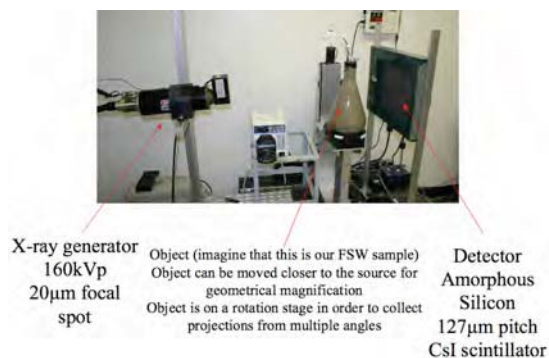 X-ray generator
160kVp
20μm focal
spot
Object (imagine that this is our FSW sample)
Object can be moved closer to the source for
geometrical magnification
Object is on a rotation stage in order to collect
projections from multiple angles
Detector
Amorphous
Silicon
127μm pitch
CsI scintillator